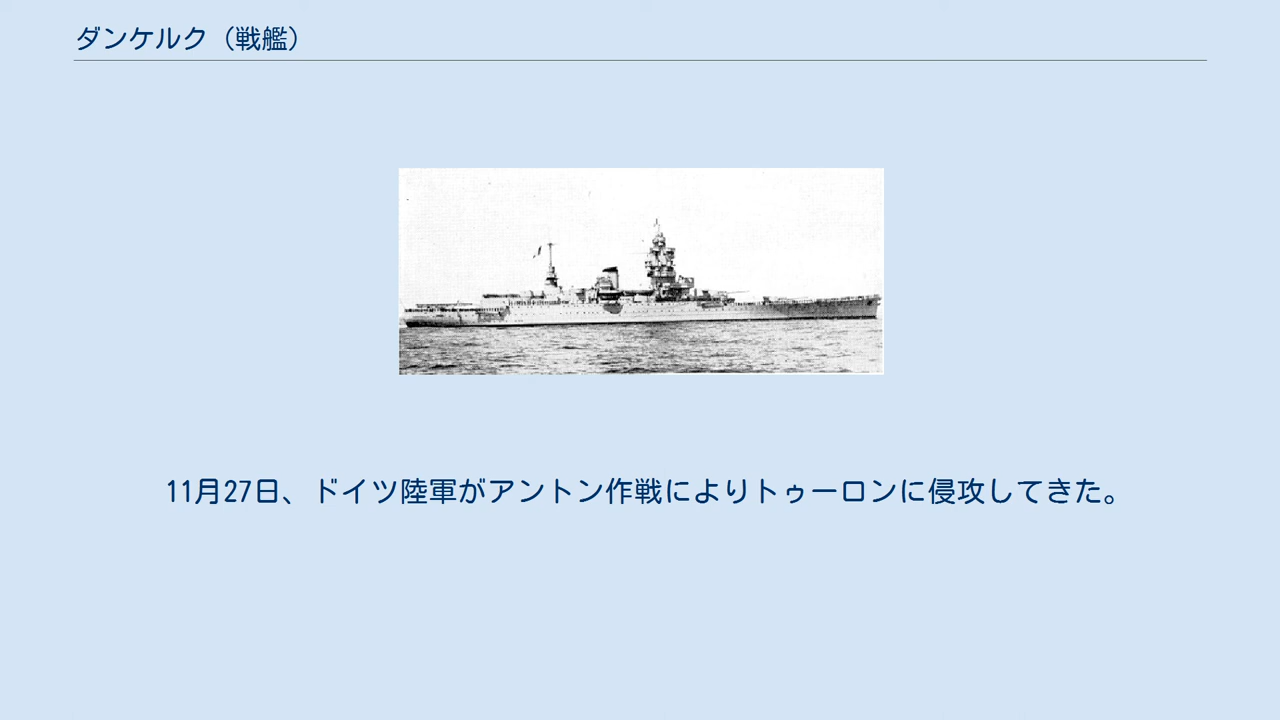 ダンケルク（戦艦）
11月27日、ドイツ陸軍がアントン作戦によりトゥーロンに侵攻してきた。